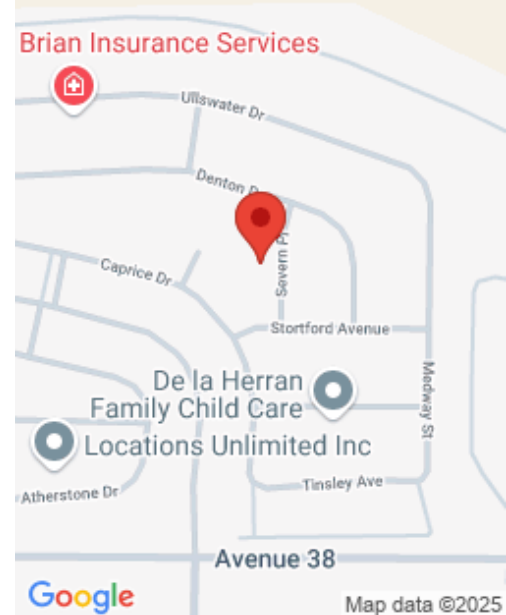 Brian Insurance Services
Ullswater Dr
Denton
Caprice Dr
Severn Pl
Stortford Avenue
De la Herran
Family Child Care
Medway St
Locations Unlimited Inc
Atherstone Dr
Tinsley Ave
Avenue 38
Google
Map data ©2025